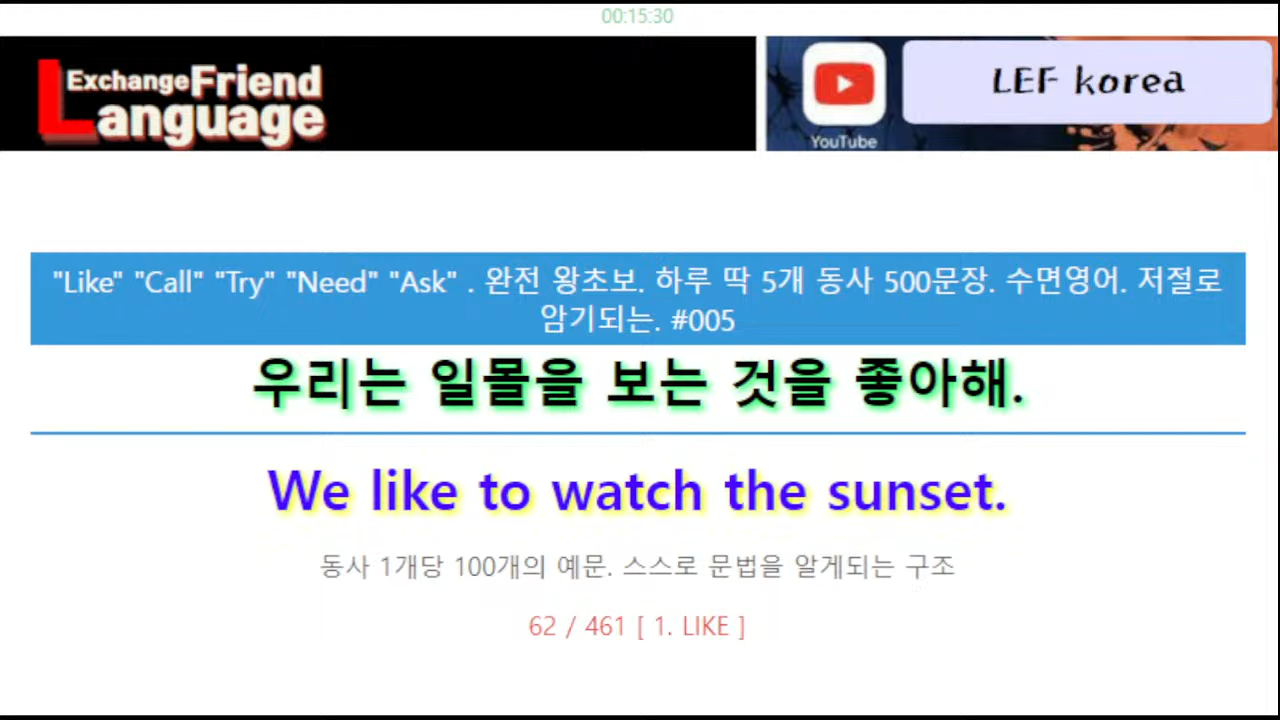 00:15:30
ExchangeFriend
Language
LEF korea
YouTube
"Like" "Call" "Try" "Need" "Ask" . 완전 왕초보. 하루 딱 5개 동사 500문장. 수면영어. 저절로
암기되는. #005
우리는 일몰을 보는 것을 좋아해.
We like to watch the sunset.
동사 1개당 100개의 예문. 스스로 문법을 알게되는 구조
62 / 461 [ 1. LIKE ]